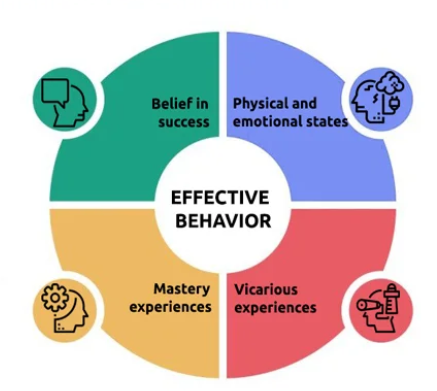 Belief in
success
Physical and
emotional states
EFFECTIVE
BEHAVIOR
Mastery
experiences
Vicarious
experiences